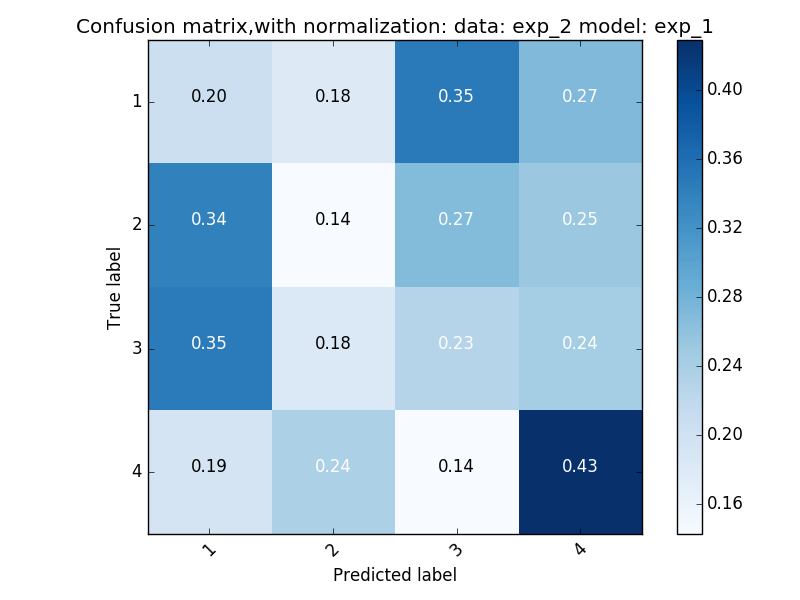 Confusion matrix,with normalization: data: exp_2 model: exp_1
True label
1 0.20 0.18 0.35 0.27
2 0.34 0.14 0.27 0.25
3 0.35 0.18 0.23 0.24
4 0.19 0.24 0.14 0.43
1 2 3 4
Predicted label
0.40
0.36
0.32
0.28
0.24
0.20
0.16